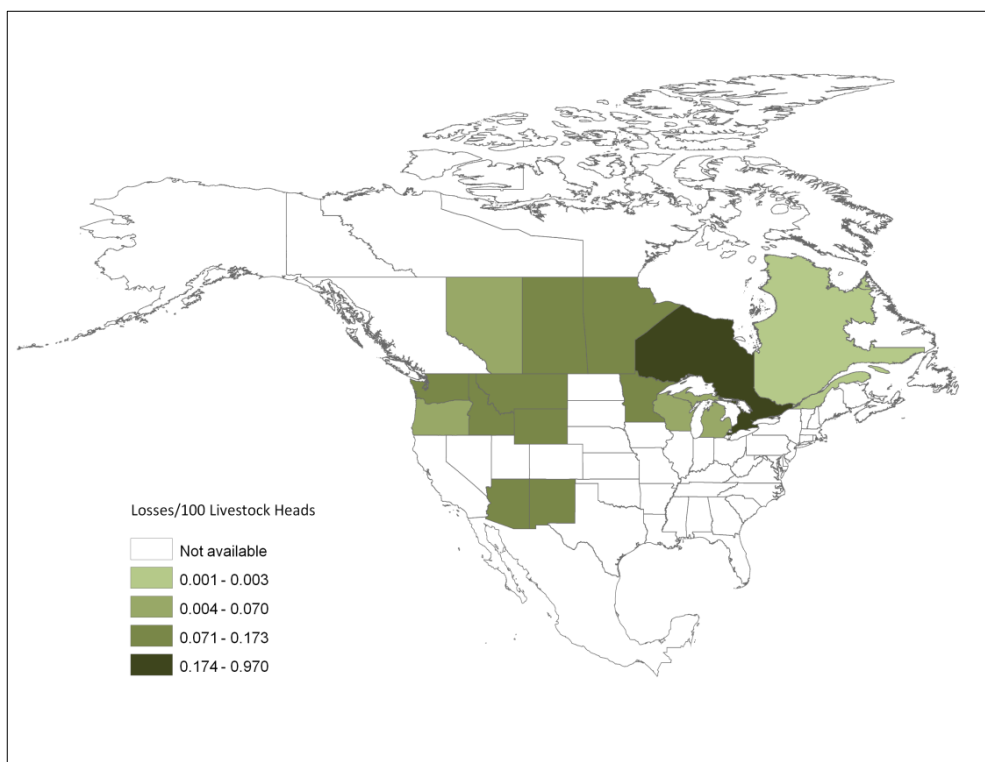 Losses/100 Livestock Heads
Not available
0.001 - 0.003
0.004 - 0.070
0.071 - 0.173
0.174 - 0.970